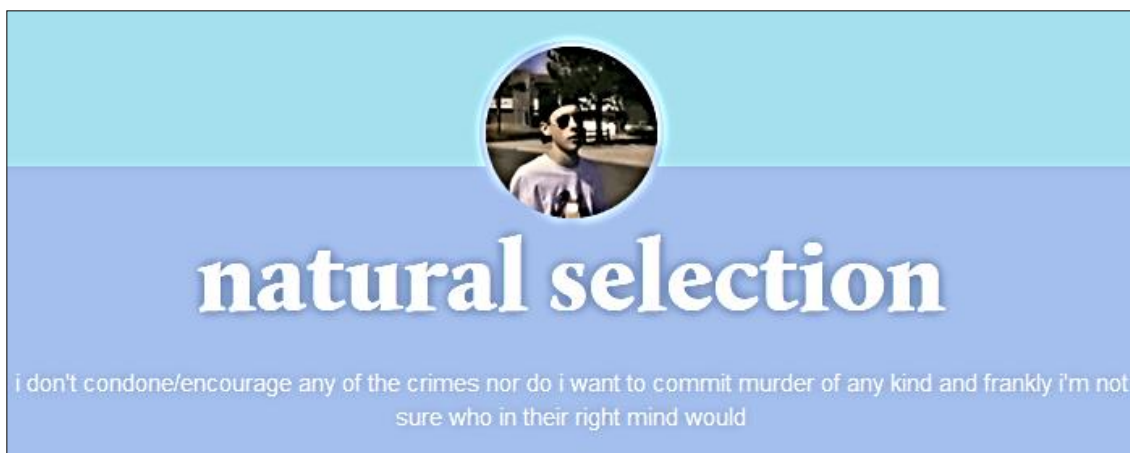 natural selection
i don't condone/encourage any of the crimes nor do i want to commit murder of any kind and frankly i'm not
sure who in their right mind would